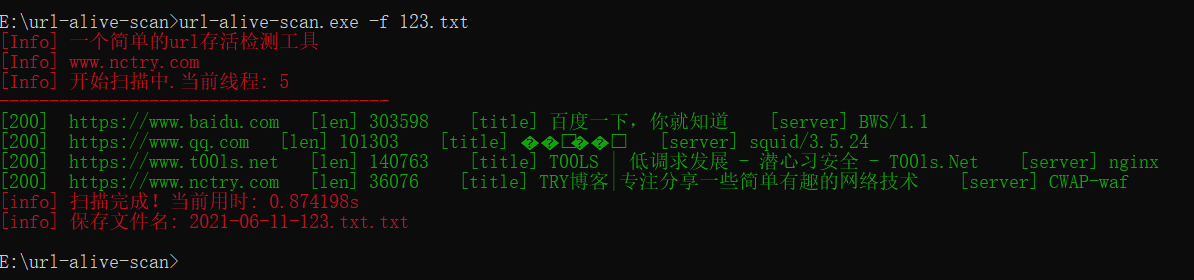 E:\url-alive-scan>url-alive-scan.exe -f 123.txt
[Info] 一个简单的url存活检测工具
[Info] www.nctry.com
[Info] 开始扫描中.当前线程: 5
----------------------------------------
[200] https://www.baidu.com [len] 303598 [title] 百度一下，你就知道 [server] BWS/1.1
[200] https://www.qq.com [len] 101303 [title] [server] squid/3.5.24
[200] https://www.t00ls.net [len] 140763 [title] T00LS | 低调求发展 - 潜心习安全 - T00ls.Net [server] nginx
[200] https://www.nctry.com [len] 36076 [title] TRY博客|专注分享一些简单有趣的网络技术 [server] CWAP-waf
[info] 扫描完成! 当前用时: 0.874198s
[info] 保存文件名: 2021-06-11-123.txt.txt
E:\url-alive-scan>